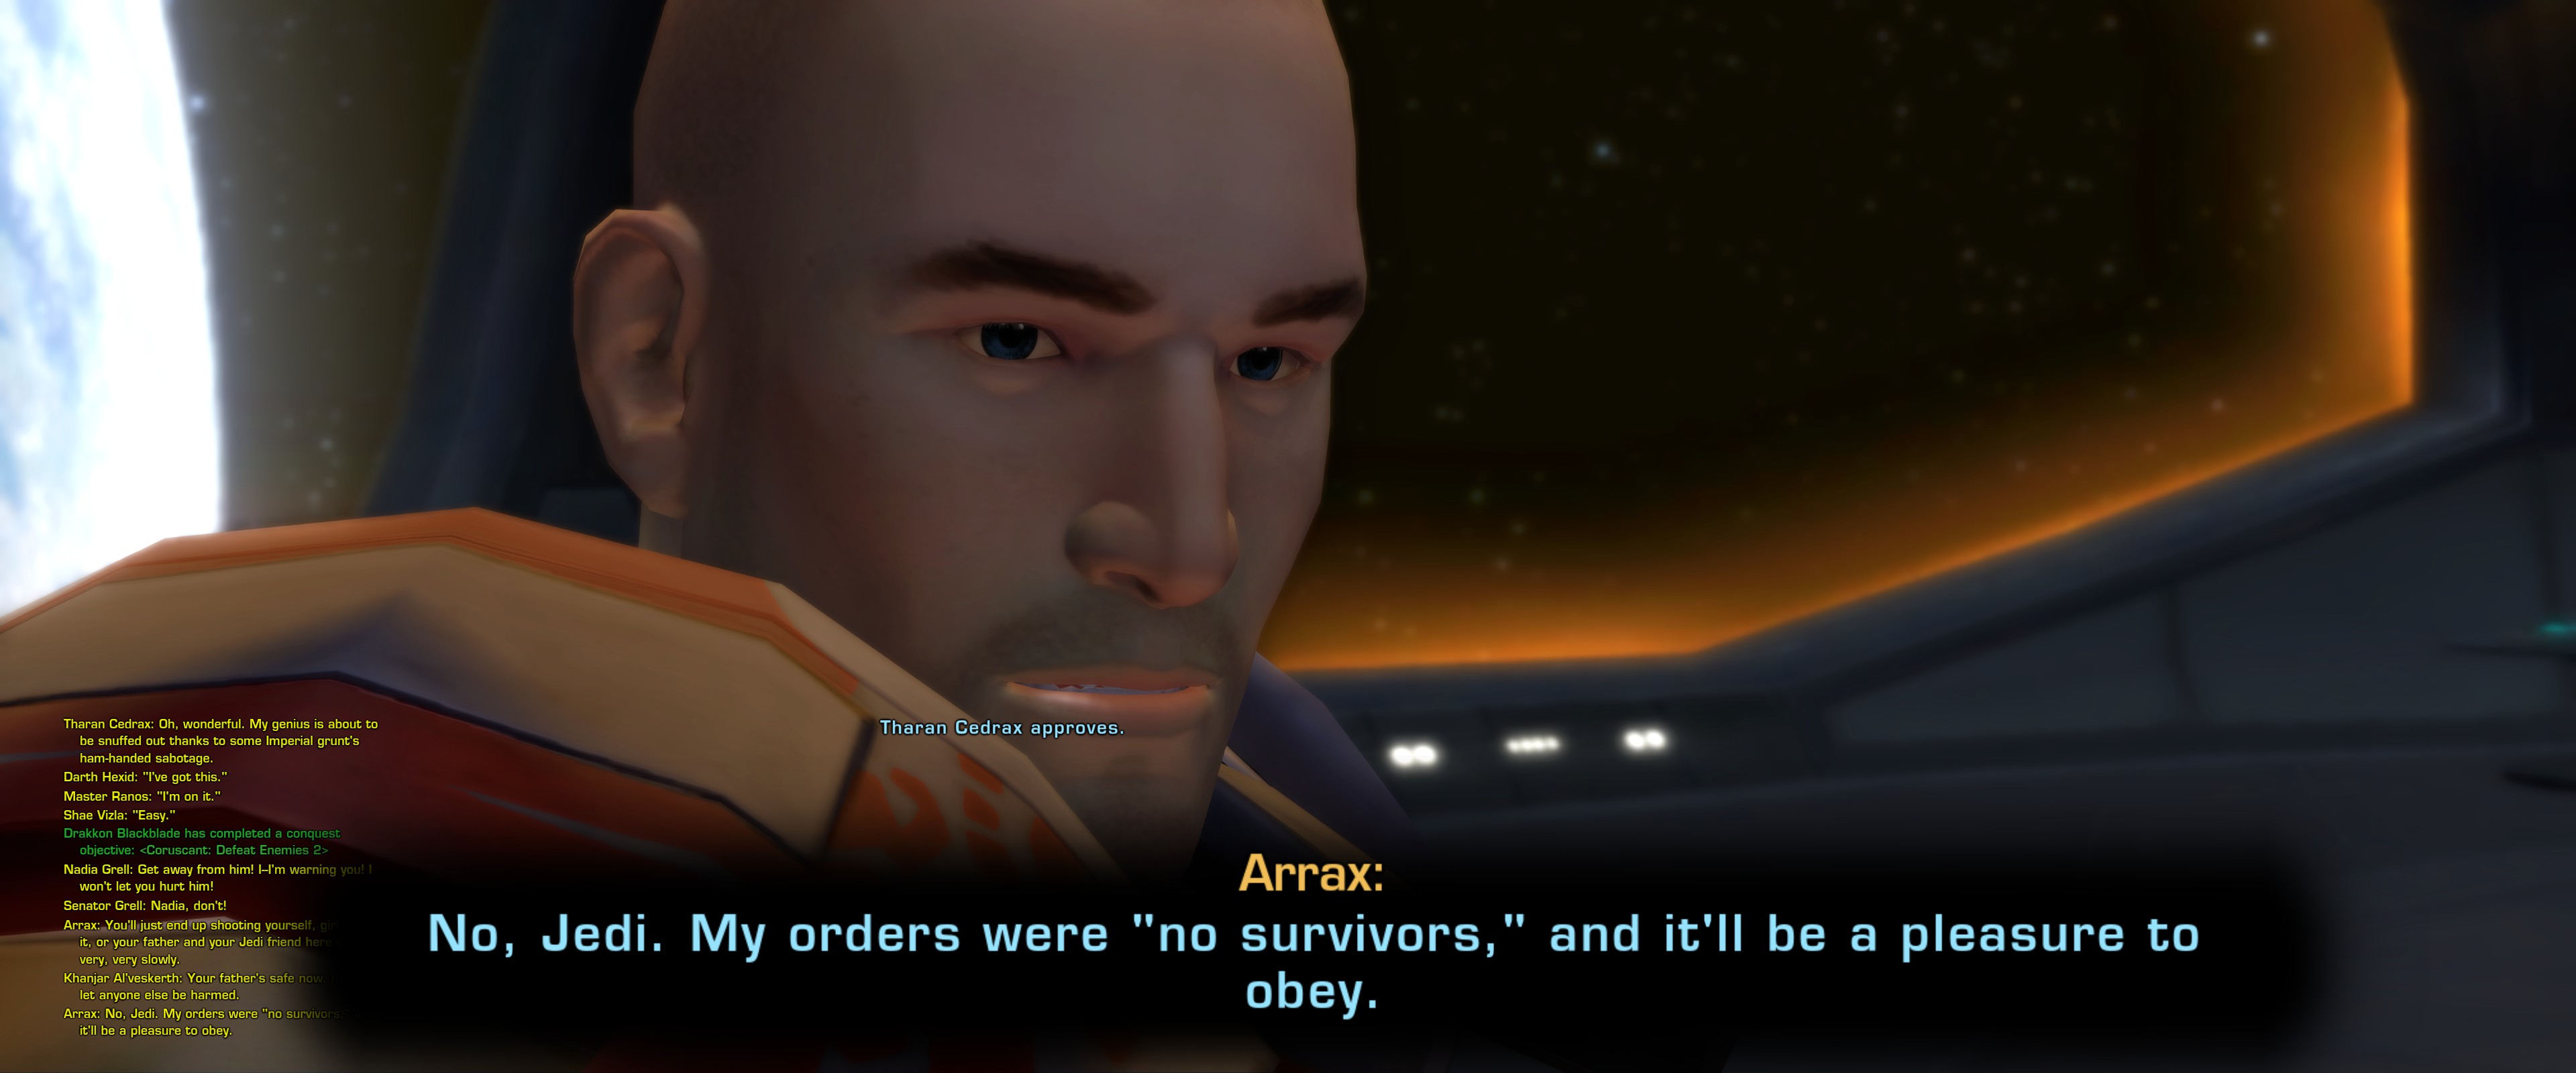 Tharan Cedrax: Oh, wonderful. My genius is about to
be snuffed out thanks to some Imperial grunt's
ham-handed sabotage.
Darth Hexid: "I've got this."
Master Ranos: "I'm on it."
Shae Vizla: "Easy."
Drakkon Blackblade has completed a conquest
objective: <Coruscant: Defeat Enemies 2>
Nadia Grell: Get away from him! I–I'm warning you! I
won't let you hurt him!
Senator Grell: Nadia, don't!
Arrax: You'll just end up shooting yourself,
it, or your father and your Jedi friend here
very, very slowly.
Khanjar Al'veskerth: Your father's safe now.
let anyone else be harmed.
Arrax: No, Jedi. My orders were "no survivors,
it'll be a pleasure to obey.
Tharan Cedrax approves.
Arrax:
No, Jedi. My orders were "no survivors," and it'll be a pleasure to
obey.